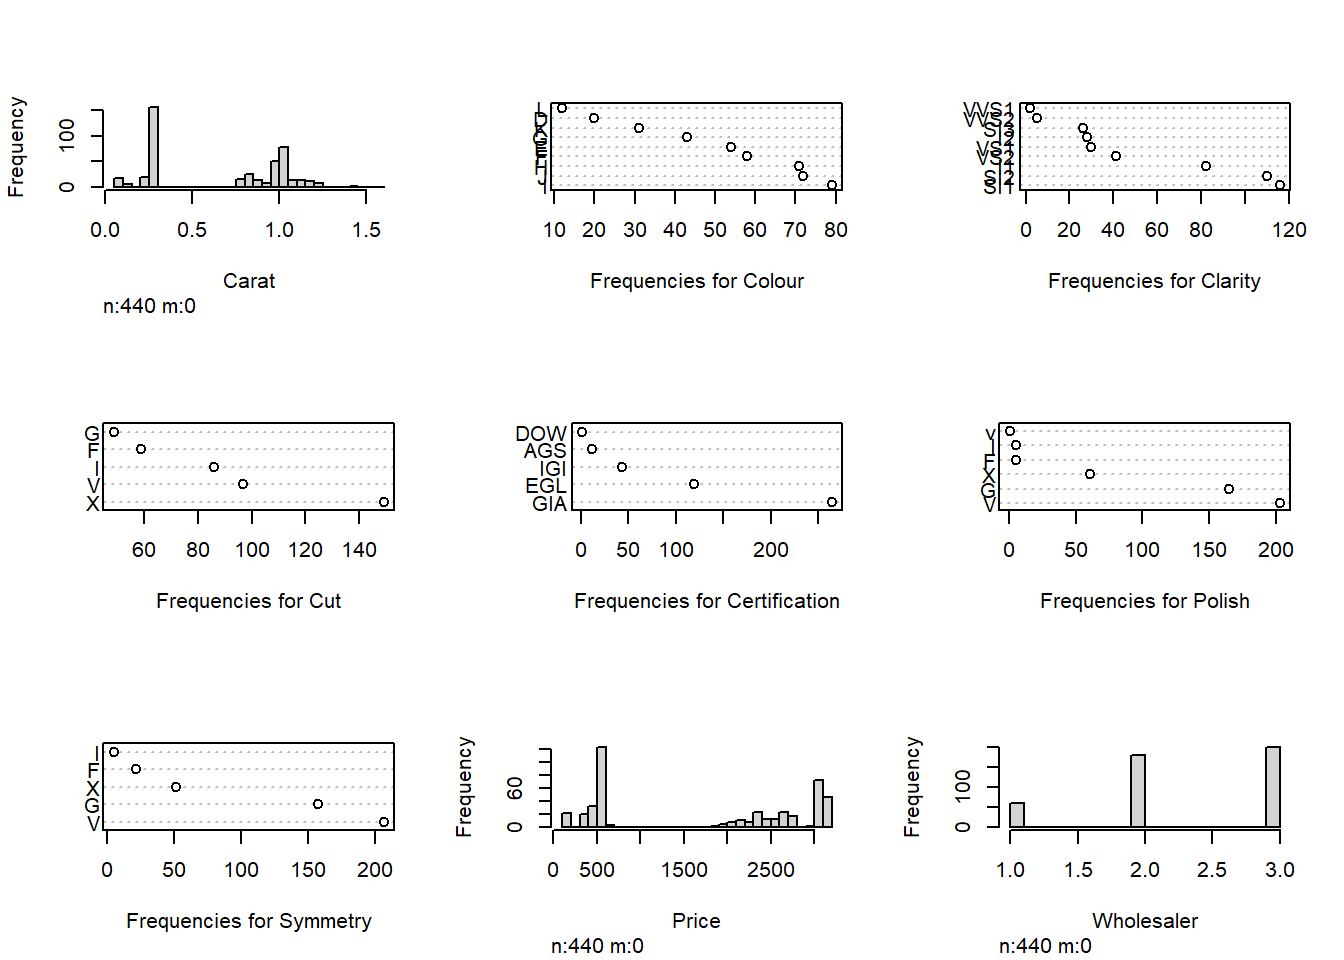 Frequency
100
0
0.0 0.5 1.0 1.5
Carat
n:440 m:0
L
D
K
G
E
F
H
J
I
10 20 30 40 50 60 70 80
Frequencies for Colour
VVS1
VVS2
I2
VS1
VS2
SI2
SI1
0 20 40 60 80 120
Frequencies for Clarity
G
F
I
V
X
60 80 100 120 140
Frequencies for Cut
DOW
AGS
IGI
EGL
GIA
0 50 100 200
Frequencies for Certification
v
I
F
X
G
V
0 50 100 150 200
Frequencies for Polish
I
F
X
G
V
0 50 100 150 200
Frequencies for Symmetry
Frequency
60
0
0 500 1500 2500
Price
n:440 m:0
Frequency
100
0
1.0 1.5 2.0 2.5 3.0
Wholesaler
n:440 m:0